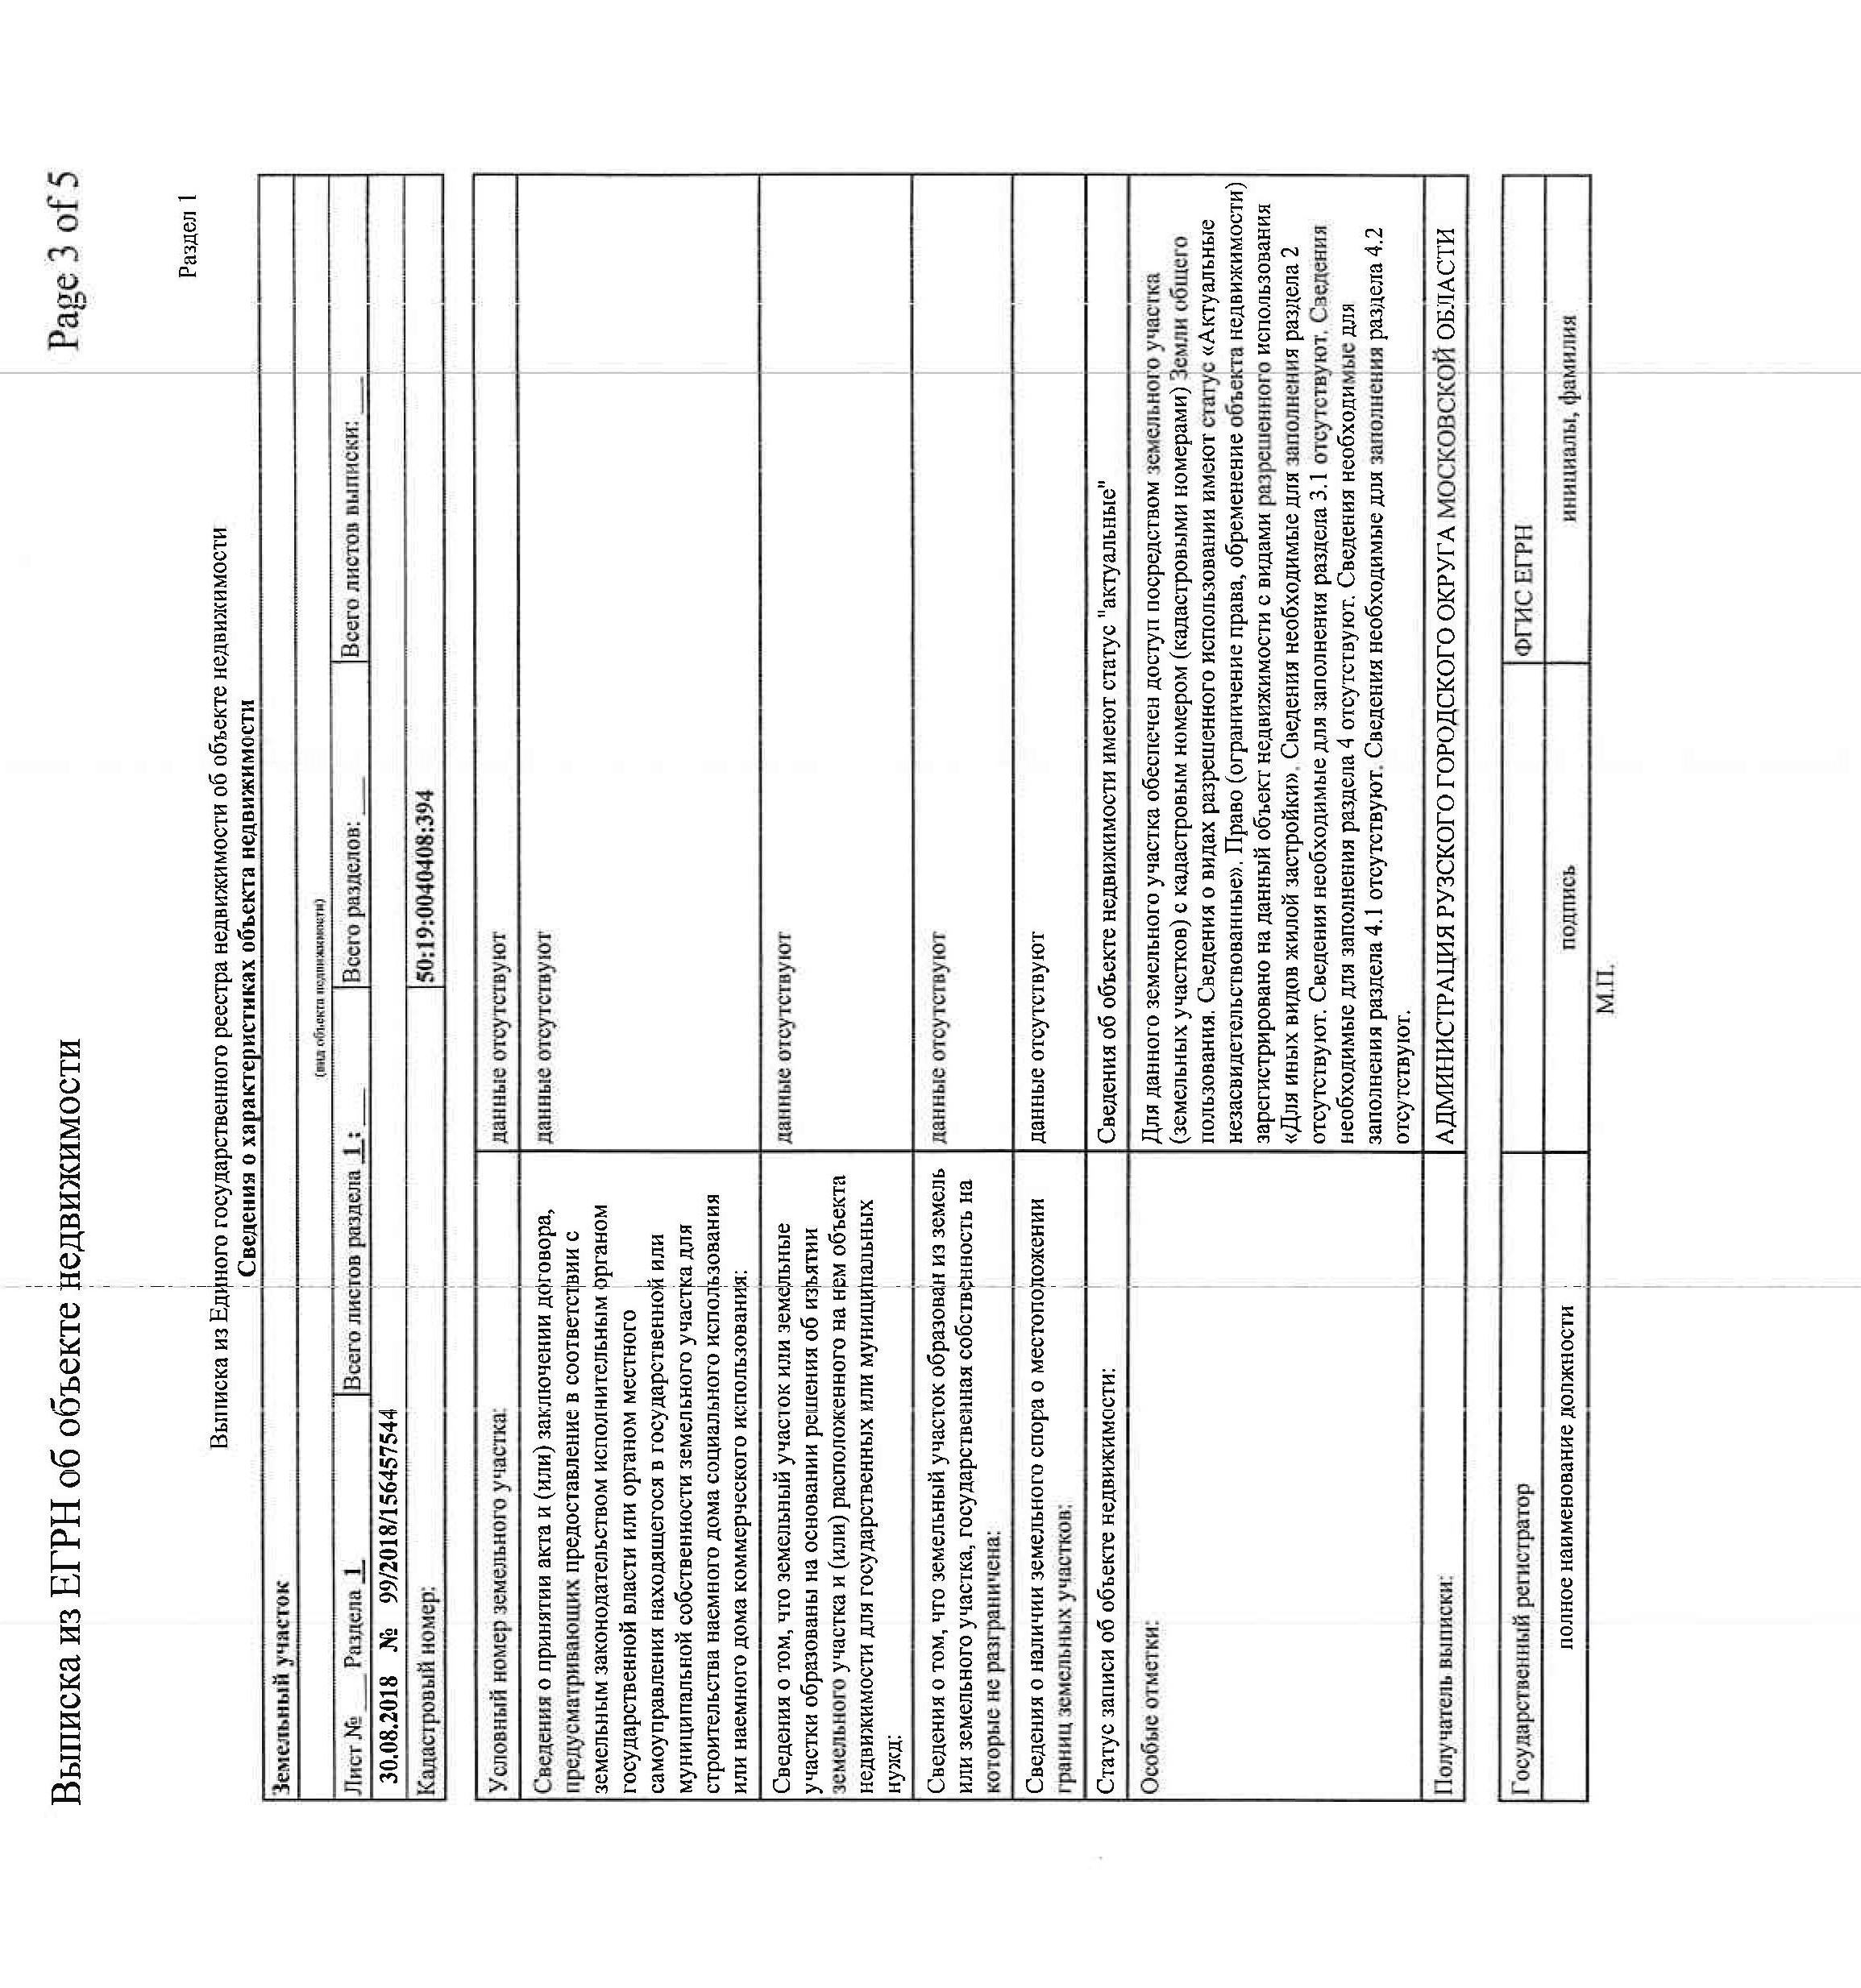 Выписка из ЕГРН об объекте недвижимости
Page 3 of 5
Раздел 1
Выписка из Единого государственного реестра недвижимости об объекте недвижимости
Сведения о характеристиках объекта недвижимости
Земельный участок
(вид объекта недвижимости)
Лист № ___ Раздела 1
Всего листов раздела 1: ___
Всего разделов: ___
Всего листов выписки: ___
30.08.2018 № 99/2018/156457544
Кадастровый номер:
50:19:0040408:394
Условный номер земельного участка:
данные отсутствуют
Сведения о принятии акта и (или) заключении договора,
предусматривающих предоставление в соответствии с
земельным законодательством исполнительным органом
государственной власти или органом местного
самоуправления находящегося в государственной или
муниципальной собственности земельного участка для
строительства наемного дома социального использования
или наемного дома коммерческого использования:
данные отсутствуют
Сведения о том, что земельный участок или земельные
участки образованы на основании решения об изъятии
земельного участка и (или) расположенного на нем объекта
недвижимости для государственных или муниципальных
нужд:
данные отсутствуют
Сведения о том, что земельный участок образован из земель
или земельного участка, государственная собственность на
которые не разграничена:
данные отсутствуют
Сведения о наличии земельного спора о местоположении
границ земельных участков:
данные отсутствуют
Статус записи об объекте недвижимости:
Сведения об объекте недвижимости имеют статус "актуальные"
Особые отметки:
Для данного земельного участка обеспечен доступ посредством земельного участка
(земельных участков) с кадастровым номером (кадастровыми номерами) Земли общего
пользования. Сведения о видах разрешенного использования имеют статус «Актуальные
незасвидетельствованные». Право (ограничение права, обременение объекта недвижимости)
зарегистрировано на данный объект недвижимости с видами разрешенного использования
«Для иных видов жилой застройки». Сведения необходимые для заполнения раздела 2
отсутствуют. Сведения необходимые для заполнения раздела 3.1 отсутствуют. Сведения
необходимые для заполнения раздела 4 отсутствуют. Сведения необходимые для
заполнения раздела 4.1 отсутствуют. Сведения необходимые для заполнения раздела 4.2
отсутствуют.
Получатель выписки:
АДМИНИСТРАЦИЯ РУЗСКОГО ГОРОДСКОГО ОКРУГА МОСКОВСКОЙ ОБЛАСТИ
Государственный регистратор
ФГИС ЕГРН
полное наименование должности
подпись
инициалы, фамилия
М.П.